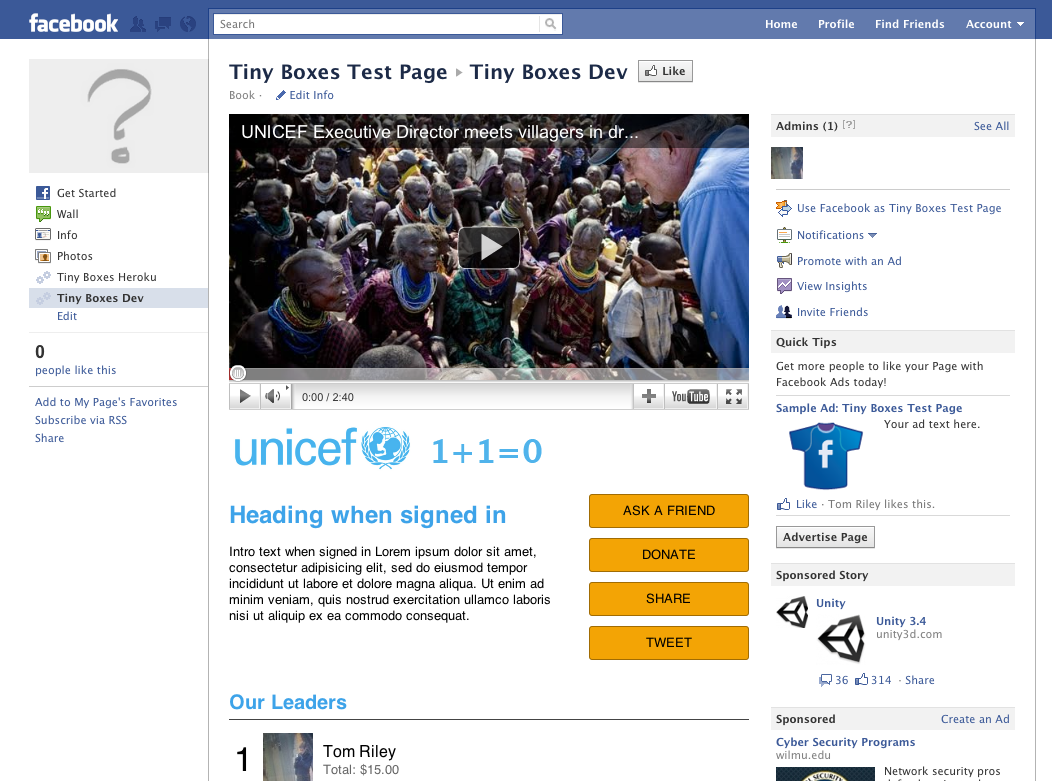 facebook
Search
Home Profile Find Friends Account
Tiny Boxes Test Page ▸ Tiny Boxes Dev Like
Book · Edit Info
Get Started
Wall
Info
Photos
Tiny Boxes Heroku
Tiny Boxes Dev
Edit
0
people like this
Add to My Page's Favorites
Subscribe via RSS
Share
UNICEF Executive Director meets villagers in dr...
0:00 / 2:40
YouTube
unicef 1+1=0
Heading when signed in
Intro text when signed in Lorem ipsum dolor sit amet,
consectetur adipisicing elit, sed do eiusmod tempor
incididunt ut labore et dolore magna aliqua. Ut enim ad
minim veniam, quis nostrud exercitation ullamco laboris
nisi ut aliquip ex ea commodo consequat.
ASK A FRIEND
DONATE
SHARE
TWEET
Our Leaders
1
Tom Riley
Total: $15.00
Admins (1) [?] See All
Use Facebook as Tiny Boxes Test Page
Notifications
Promote with an Ad
View Insights
Invite Friends
Quick Tips
Get more people to like your Page with
Facebook Ads today!
Sample Ad: Tiny Boxes Test Page
Your ad text here.
f
Like · Tom Riley likes this.
Advertise Page
Sponsored Story
Unity
Unity 3.4
unity3d.com
36 314 · Share
Sponsored Create an Ad
Cyber Security Programs
wilmu.edu
Network security pros